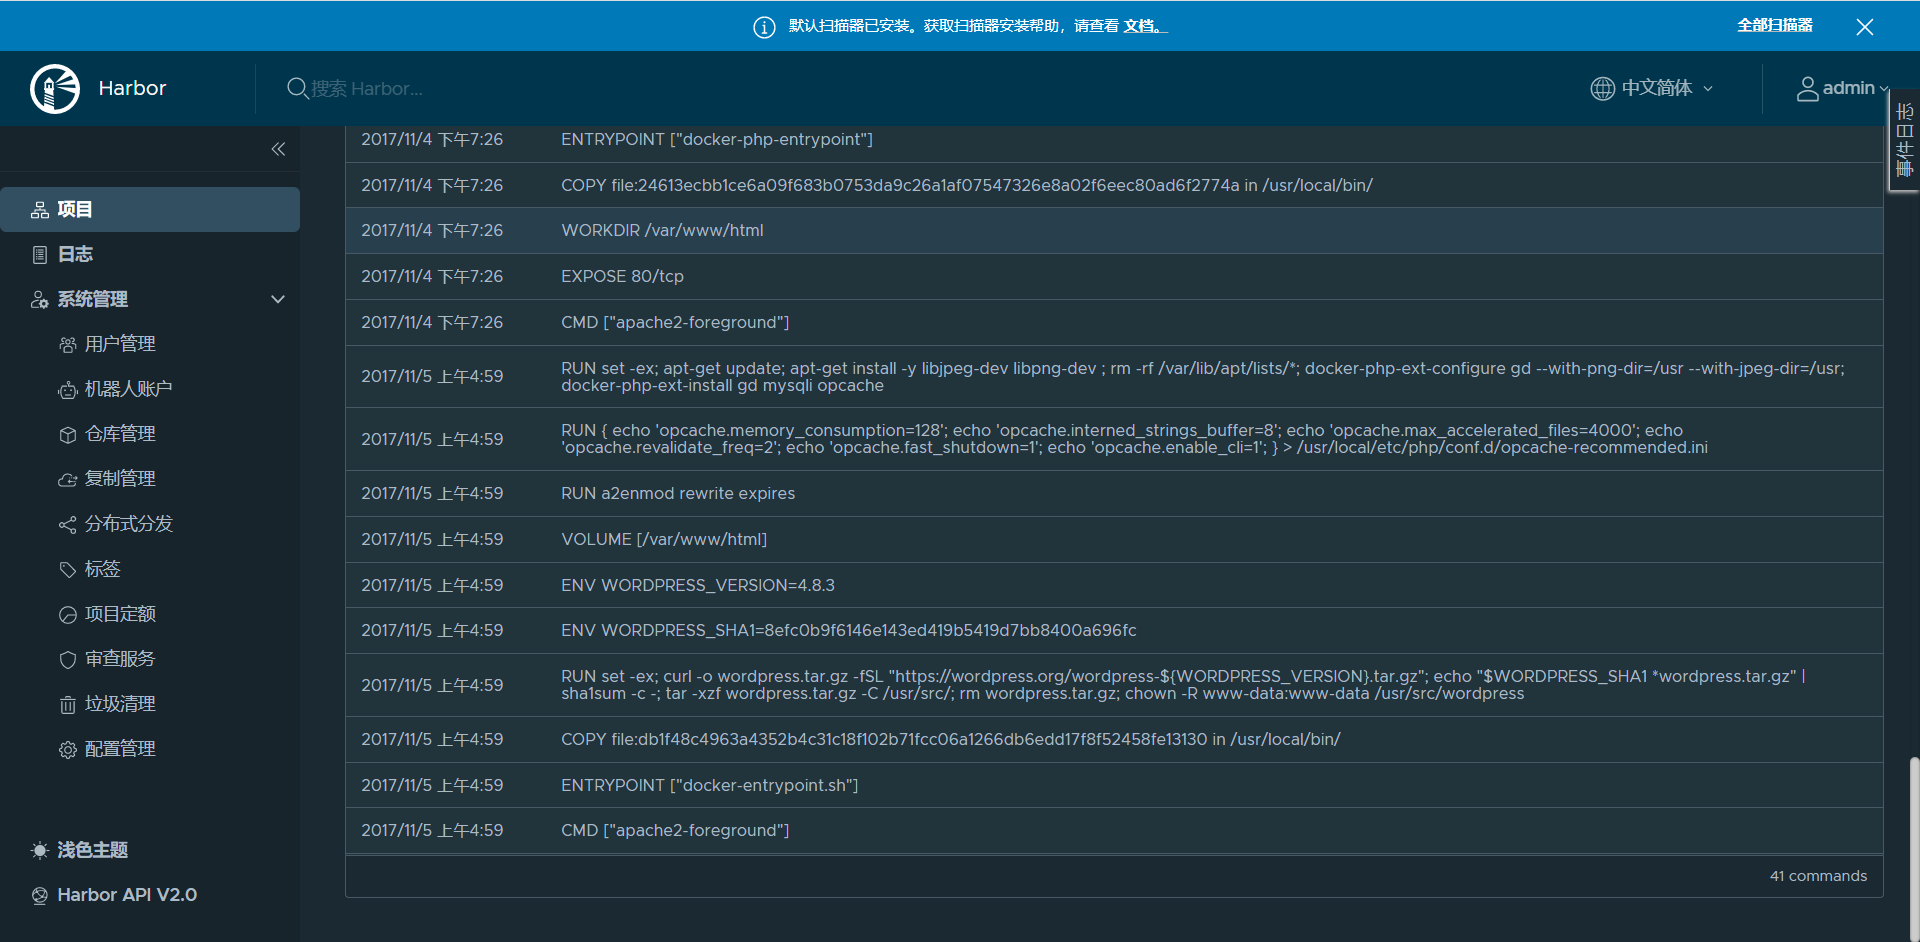 默认扫描器已安装。获取扫描器安装帮助，请查看 文档。
全部扫描器
Harbor
搜索 Harbor...
中文简体
admin
事件日志
项目
日志
系统管理
用户管理
机器人账户
仓库管理
复制管理
分布式分发
标签
项目定额
审查服务
垃圾清理
配置管理
浅色主题
Harbor API V2.0
2017/11/4 下午7:26 ENTRYPOINT ["docker-php-entrypoint"]
2017/11/4 下午7:26 COPY file:24613ecbb1ce6a09f683b0753da9c26a1af07547326e8a02f6eec80ad6f2774a in /usr/local/bin/
2017/11/4 下午7:26 WORKDIR /var/www/html
2017/11/4 下午7:26 EXPOSE 80/tcp
2017/11/4 下午7:26 CMD ["apache2-foreground"]
2017/11/5 上午4:59 RUN set -ex; apt-get update; apt-get install -y libjpeg-dev libpng-dev ; rm -rf /var/lib/apt/lists/*; docker-php-ext-configure gd --with-png-dir=/usr --with-jpeg-dir=/usr;
docker-php-ext-install gd mysqli opcache
2017/11/5 上午4:59 RUN { echo 'opcache.memory_consumption=128'; echo 'opcache.interned_strings_buffer=8'; echo 'opcache.max_accelerated_files=4000'; echo
'opcache.revalidate_freq=2'; echo 'opcache.fast_shutdown=1'; echo 'opcache.enable_cli=1'; } > /usr/local/etc/php/conf.d/opcache-recommended.ini
2017/11/5 上午4:59 RUN a2enmod rewrite expires
2017/11/5 上午4:59 VOLUME [/var/www/html]
2017/11/5 上午4:59 ENV WORDPRESS_VERSION=4.8.3
2017/11/5 上午4:59 ENV WORDPRESS_SHA1=8efc0b9f6146e143ed419b5419d7bb8400a696fc
2017/11/5 上午4:59 RUN set -ex; curl -o wordpress.tar.gz -fSL "https://wordpress.org/wordpress-${WORDPRESS_VERSION}.tar.gz"; echo "$WORDPRESS_SHA1 *wordpress.tar.gz" |
sha1sum -c -; tar -xzf wordpress.tar.gz -C /usr/src/; rm wordpress.tar.gz; chown -R www-data:www-data /usr/src/wordpress
2017/11/5 上午4:59 COPY file:db1f48c4963a4352b4c31c18f102b71fcc06a1266db6edd17f8f52458fe13130 in /usr/local/bin/
2017/11/5 上午4:59 ENTRYPOINT ["docker-entrypoint.sh"]
2017/11/5 上午4:59 CMD ["apache2-foreground"]
41 commands